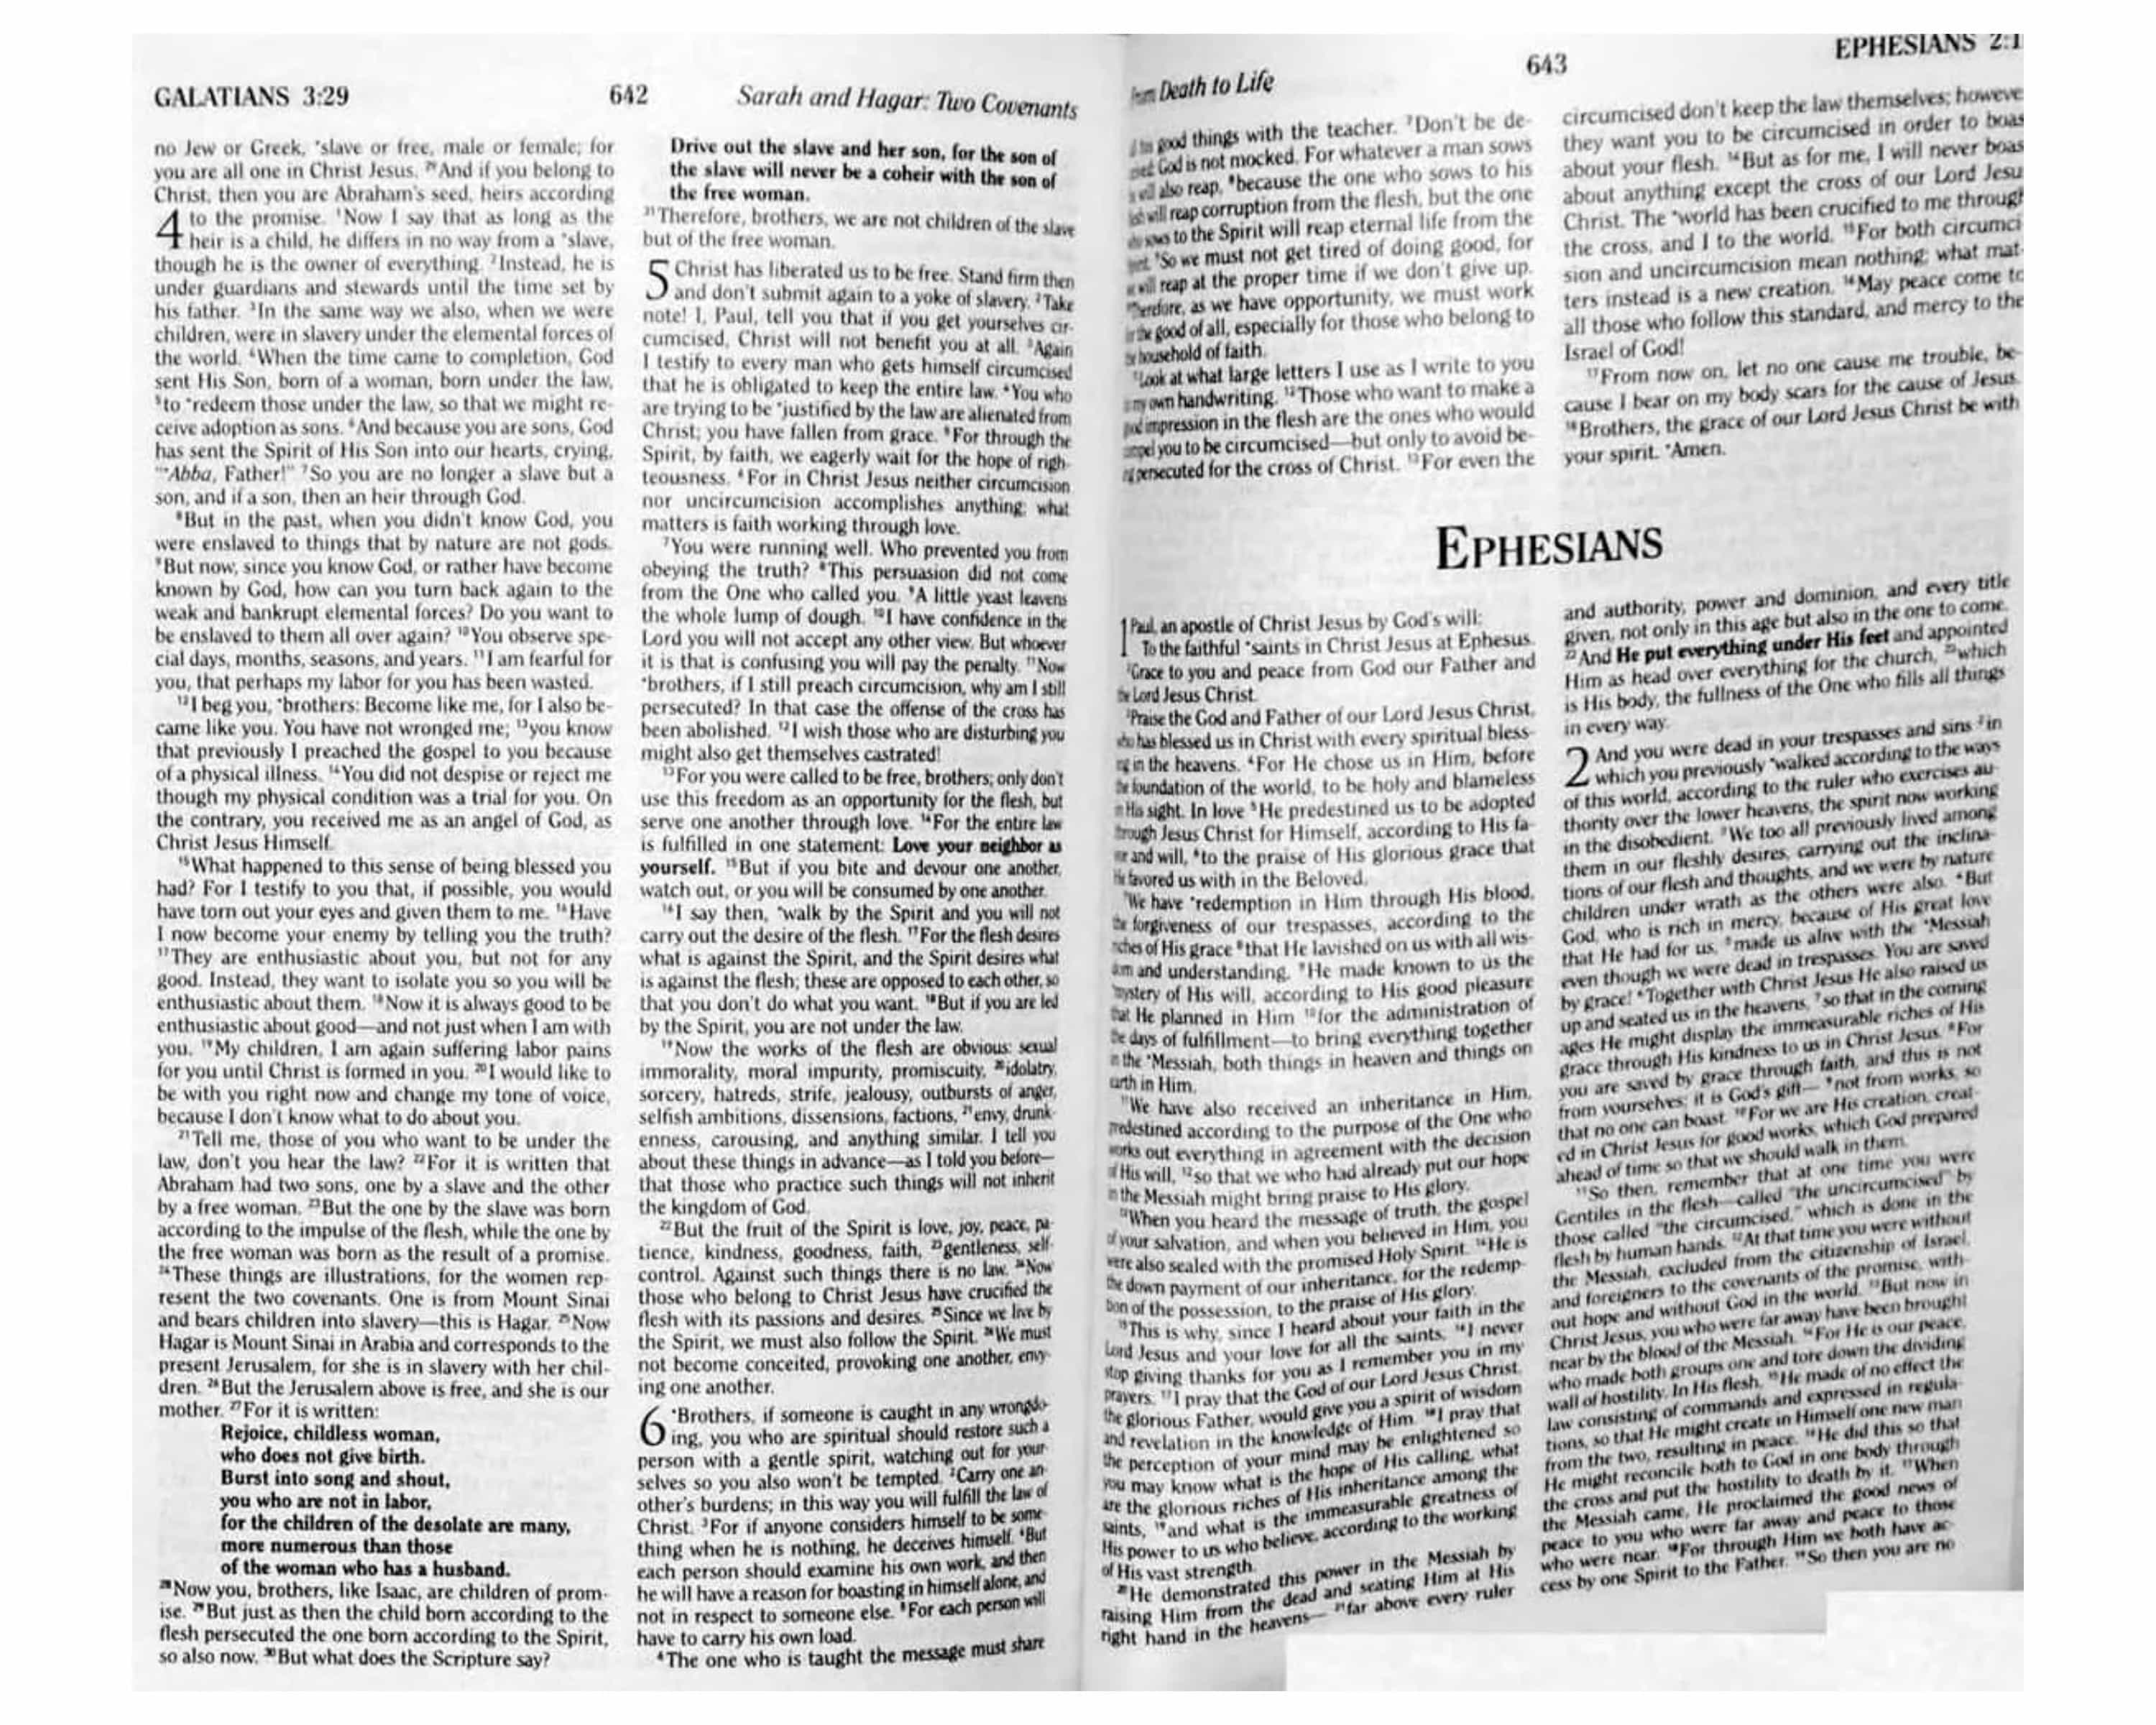 GALATIANS 3:29
642
Sarah and Hagar: Two Covenants
no Jew or Greek, *slave or free, male or female; for
you are all one in Christ Jesus. 29And if you belong to
Christ, then you are Abraham's seed, heirs according
4 to the promise. 1Now I say that as long as the
heir is a child, he differs in no way from a *slave,
though he is the owner of everything. 2Instead, he is
under guardians and stewards until the time set by
his father. 3In the same way we also, when we were
children, were in slavery under the elemental forces of
the world. 4When the time came to completion, God
sent His Son, born of a woman, born under the law,
5to *redeem those under the law, so that we might re-
ceive adoption as sons. 6And because you are sons, God
has sent the Spirit of His Son into our hearts, crying,
"*Abba, Father!" 7So you are no longer a slave but a
son, and if a son, then an heir through God.
8But in the past, when you didn't know God, you
were enslaved to things that by nature are not gods.
9But now, since you know God, or rather have become
known by God, how can you turn back again to the
weak and bankrupt elemental forces? Do you want to
be enslaved to them all over again? 10You observe spe-
cial days, months, seasons, and years. 11I am fearful for
you, that perhaps my labor for you has been wasted.
12I beg you, *brothers: Become like me, for I also be-
came like you. You have not wronged me; 13you know
that previously I preached the gospel to you because
of a physical illness. 14You did not despise or reject me
though my physical condition was a trial for you. On
the contrary, you received me as an angel of God, as
Christ Jesus Himself.
15What happened to this sense of being blessed you
had? For I testify to you that, if possible, you would
have torn out your eyes and given them to me. 16Have
I now become your enemy by telling you the truth?
17They are enthusiastic about you, but not for any
good. Instead, they want to isolate you so you will be
enthusiastic about them. 18Now it is always good to be
enthusiastic about good—and not just when I am with
you. 19My children, I am again suffering labor pains
for you until Christ is formed in you. 20I would like to
be with you right now and change my tone of voice,
because I don't know what to do about you.
21Tell me, those of you who want to be under the
law, don't you hear the law? 22For it is written that
Abraham had two sons, one by a slave and the other
by a free woman. 23But the one by the slave was born
according to the impulse of the flesh, while the one by
the free woman was born as the result of a promise.
24These things are illustrations, for the women rep-
resent the two covenants. One is from Mount Sinai
and bears children into slavery—this is Hagar. 25Now
Hagar is Mount Sinai in Arabia and corresponds to the
present Jerusalem, for she is in slavery with her chil-
dren. 26But the Jerusalem above is free, and she is our
mother. 27For it is written:
Rejoice, childless woman,
who does not give birth.
Burst into song and shout,
you who are not in labor,
for the children of the desolate are many,
more numerous than those
of the woman who has a husband.
28Now you, brothers, like Isaac, are children of prom-
ise. 29But just as then the child born according to the
flesh persecuted the one born according to the Spirit,
so also now. 30But what does the Scripture say?
Drive out the slave and her son, for the son of
the slave will never be a coheir with the son of
the free woman.
31Therefore, brothers, we are not children of the slave
but of the free woman.
5 Christ has liberated us to be free. Stand firm then
and don't submit again to a yoke of slavery. 2Take
note! I, Paul, tell you that if you get yourselves cir-
cumcised, Christ will not benefit you at all. 3Again
I testify to every man who gets himself circumcised
that he is obligated to keep the entire law. 4You who
are trying to be *justified by the law are alienated from
Christ; you have fallen from grace. 5For through the
Spirit, by faith, we eagerly wait for the hope of righ-
teousness. 6For in Christ Jesus neither circumcision
nor uncircumcision accomplishes anything; what
matters is faith working through love.
7You were running well. Who prevented you from
obeying the truth? 8This persuasion did not come
from the One who called you. 9A little yeast leavens
the whole lump of dough. 10I have confidence in the
Lord you will not accept any other view. But whoever
it is that is confusing you will pay the penalty. 11Now
*brothers, if I still preach circumcision, why am I still
persecuted? In that case the offense of the cross has
been abolished. 12I wish those who are disturbing you
might also get themselves castrated!
13For you were called to be free, brothers; only don't
use this freedom as an opportunity for the flesh, but
serve one another through love. 14For the entire law
is fulfilled in one statement: Love your neighbor as
yourself. 15But if you bite and devour one another,
watch out, or you will be consumed by one another.
16I say then, *walk by the Spirit and you will not
carry out the desire of the flesh. 17For the flesh desires
what is against the Spirit, and the Spirit desires what
is against the flesh; these are opposed to each other, so
that you don't do what you want. 18But if you are led
by the Spirit, you are not under the law.
19Now the works of the flesh are obvious: sexual
immorality, moral impurity, promiscuity, 20idolatry,
sorcery, hatreds, strife, jealousy, outbursts of anger,
selfish ambitions, dissensions, factions, 21envy, drunk-
enness, carousing, and anything similar. I tell you
about these things in advance—as I told you before—
that those who practice such things will not inherit
the kingdom of God.
22But the fruit of the Spirit is love, joy, peace, pa-
tience, kindness, goodness, faith, 23gentleness, self-
control. Against such things there is no law. 24Now
those who belong to Christ Jesus have crucified the
flesh with its passions and desires. 25Since we live by
the Spirit, we must also follow the Spirit. 26We must
not become conceited, provoking one another, envy-
ing one another.
6 *Brothers, if someone is caught in any wrongdo-
ing, you who are spiritual should restore such a
person with a gentle spirit, watching out for your-
selves so you also won't be tempted. 2Carry one an-
other's burdens; in this way you will fulfill the law of
Christ. 3For if anyone considers himself to be some-
thing when he is nothing, he deceives himself. 4But
each person should examine his own work, and then
he will have a reason for boasting in himself alone, and
not in respect to someone else. 5For each person will
have to carry his own load.
6The one who is taught the message must share
Death to Life
643
EPHESIANS 2:1
good things with the teacher. 7Don't be de-
God is not mocked. For whatever a man sows
will also reap, 8because the one who sows to his
will reap corruption from the flesh, but the one
sows to the Spirit will reap eternal life from the
9So we must not get tired of doing good, for
will reap at the proper time if we don't give up.
Therefore, as we have opportunity, we must work
the good of all, especially for those who belong to
household of faith.
Look at what large letters I use as I write to you
my own handwriting. 12Those who want to make a
good impression in the flesh are the ones who would
you to be circumcised—but only to avoid be-
persecuted for the cross of Christ. 13For even the
circumcised don't keep the law themselves; howeve
they want you to be circumcised in order to boas
about your flesh. 14But as for me, I will never boas
about anything except the cross of our Lord Jesu
Christ. The *world has been crucified to me through
the cross, and I to the world. 15For both circumci
sion and uncircumcision mean nothing; what mat-
ters instead is a new creation. 16May peace come to
all those who follow this standard, and mercy to the
Israel of God!
17From now on, let no one cause me trouble, be-
cause I bear on my body scars for the cause of Jesus.
18Brothers, the grace of our Lord Jesus Christ be with
your spirit. *Amen.
EPHESIANS
1 Paul, an apostle of Christ Jesus by God's will:
To the faithful *saints in Christ Jesus at Ephesus.
2Grace to you and peace from God our Father and
the Lord Jesus Christ.
3Praise the God and Father of our Lord Jesus Christ,
who has blessed us in Christ with every spiritual bless-
ing in the heavens. 4For He chose us in Him, before
the foundation of the world, to be holy and blameless
in His sight. In love 5He predestined us to be adopted
through Jesus Christ for Himself, according to His fa-
vor and will, 6to the praise of His glorious grace that
He favored us with in the Beloved.
7We have *redemption in Him through His blood,
the forgiveness of our trespasses, according to the
riches of His grace 8that He lavished on us with all wis-
dom and understanding. 9He made known to us the
*mystery of His will, according to His good pleasure
that He planned in Him 10for the administration of
the days of fulfillment—to bring everything together
in the *Messiah, both things in heaven and things on
earth in Him.
11We have also received an inheritance in Him,
predestined according to the purpose of the One who
works out everything in agreement with the decision
of His will, 12so that we who had already put our hope
in the Messiah might bring praise to His glory.
13When you heard the message of truth, the gospel
of your salvation, and when you believed in Him, you
were also sealed with the promised Holy Spirit. 14He is
the down payment of our inheritance, for the redemp-
tion of the possession, to the praise of His glory.
15This is why, since I heard about your faith in the
Lord Jesus and your love for all the saints, 16I never
stop giving thanks for you as I remember you in my
prayers. 17I pray that the God of our Lord Jesus Christ,
the glorious Father, would give you a spirit of wisdom
and revelation in the knowledge of Him. 18I pray that
the perception of your mind may be enlightened so
you may know what is the hope of His calling, what
are the glorious riches of His inheritance among the
saints, 19and what is the immeasurable greatness of
His power to us who believe, according to the working
of His vast strength.
20He demonstrated this power in the Messiah by
raising Him from the dead and seating Him at His
right hand in the heavens— 21far above every ruler
and authority, power and dominion, and every title
given, not only in this age but also in the one to come.
22And He put everything under His feet and appointed
Him as head over everything for the church, 23which
is His body, the fullness of the One who fills all things
in every way.
2 And you were dead in your trespasses and sins 2in
which you previously *walked according to the ways
of this world, according to the ruler who exercises au-
thority over the lower heavens, the spirit now working
in the disobedient. 3We too all previously lived among
them in our fleshly desires, carrying out the inclina-
tions of our flesh and thoughts, and we were by nature
children under wrath as the others were also. 4But
God, who is rich in mercy, because of His great love
that He had for us, 5made us alive with the *Messiah
even though we were dead in trespasses. You are saved
by grace! 6Together with Christ Jesus He also raised us
up and seated us in the heavens, 7so that in the coming
ages He might display the immeasurable riches of His
grace through His kindness to us in Christ Jesus. 8For
you are saved by grace through faith, and this is not
from yourselves; it is God's gift— 9not from works, so
that no one can boast. 10For we are His creation, creat-
ed in Christ Jesus for good works, which God prepared
ahead of time so that we should walk in them.
11So then, remember that at one time you were
Gentiles in the flesh—called "the uncircumcised" by
those called "the circumcised," which is done in the
flesh by human hands. 12At that time you were without
the Messiah, excluded from the citizenship of Israel,
and foreigners to the covenants of the promise, with-
out hope and without God in the world. 13But now in
Christ Jesus, you who were far away have been brought
near by the blood of the Messiah. 14For He is our peace,
who made both groups one and tore down the dividing
wall of hostility. In His flesh, 15He made of no effect the
law consisting of commands and expressed in regula-
tions, so that He might create in Himself one new man
from the two, resulting in peace. 16He did this so that
He might reconcile both to God in one body through
the cross and put the hostility to death by it. 17When
the Messiah came, He proclaimed the good news of
peace to you who were far away and peace to those
who were near. 18For through Him we both have ac-
cess by one Spirit to the Father. 19So then you are no